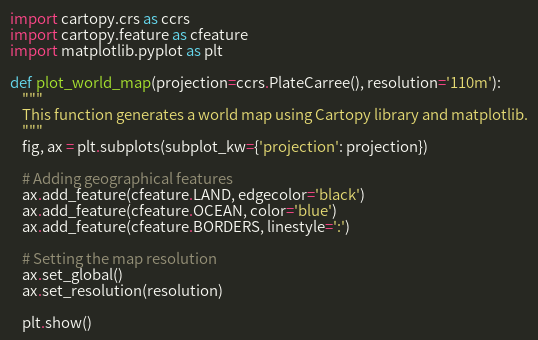 import cartopy.crs as ccrs
import cartopy.feature as cfeature
import matplotlib.pyplot as plt

def plot_world_map(projection=ccrs.PlateCarree(), resolution='110m'):
    """
    This function generates a world map using Cartopy library and matplotlib.
    """
    fig, ax = plt.subplots(subplot_kw={'projection': projection})

    # Adding geographical features
    ax.add_feature(cfeature.LAND, edgecolor='black')
    ax.add_feature(cfeature.OCEAN, color='blue')
    ax.add_feature(cfeature.BORDERS, linestyle=':')

    # Setting the map resolution
    ax.set_global()
    ax.set_resolution(resolution)

    plt.show()